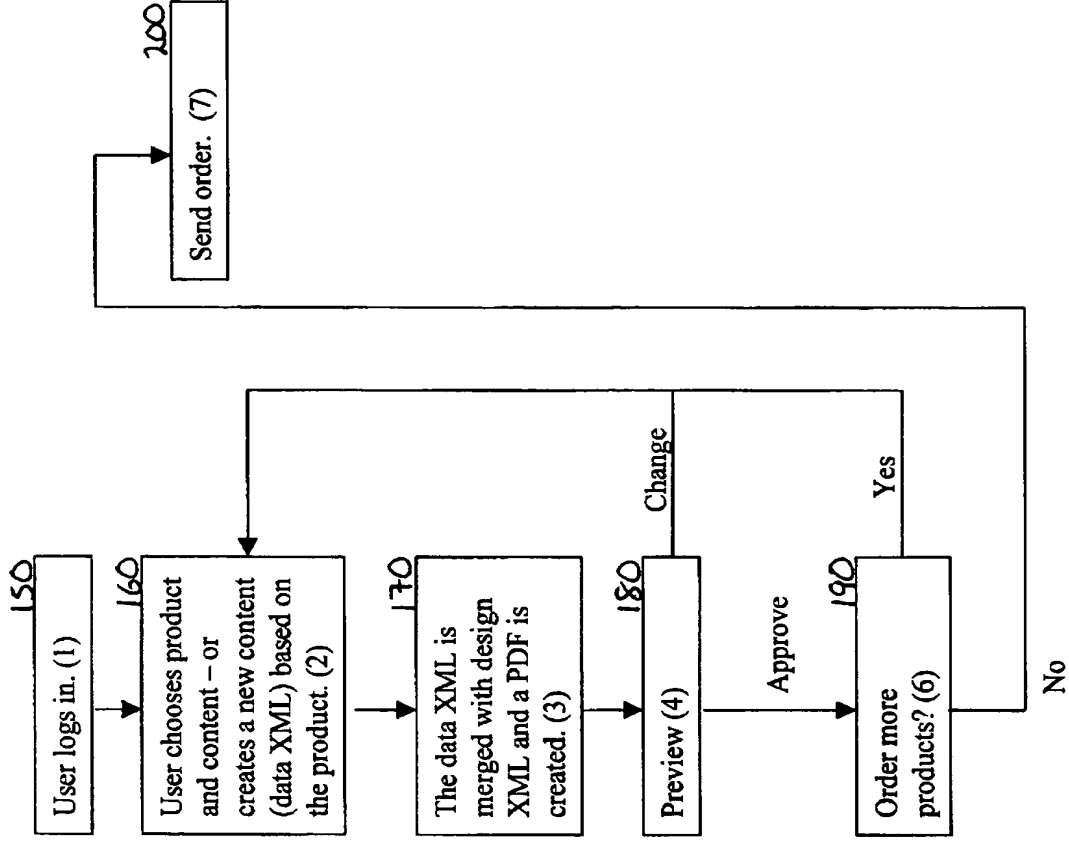 150
User logs in. (1)
160
User chooses product
and content – or
creates a new content
(data XML) based on
the product. (2)
170
The data XML is
merged with design
XML and a PDF is
created. (3)
180
Preview (4)
Change
Approve
190
Order more
products? (6)
Yes
No
200
Send order. (7)